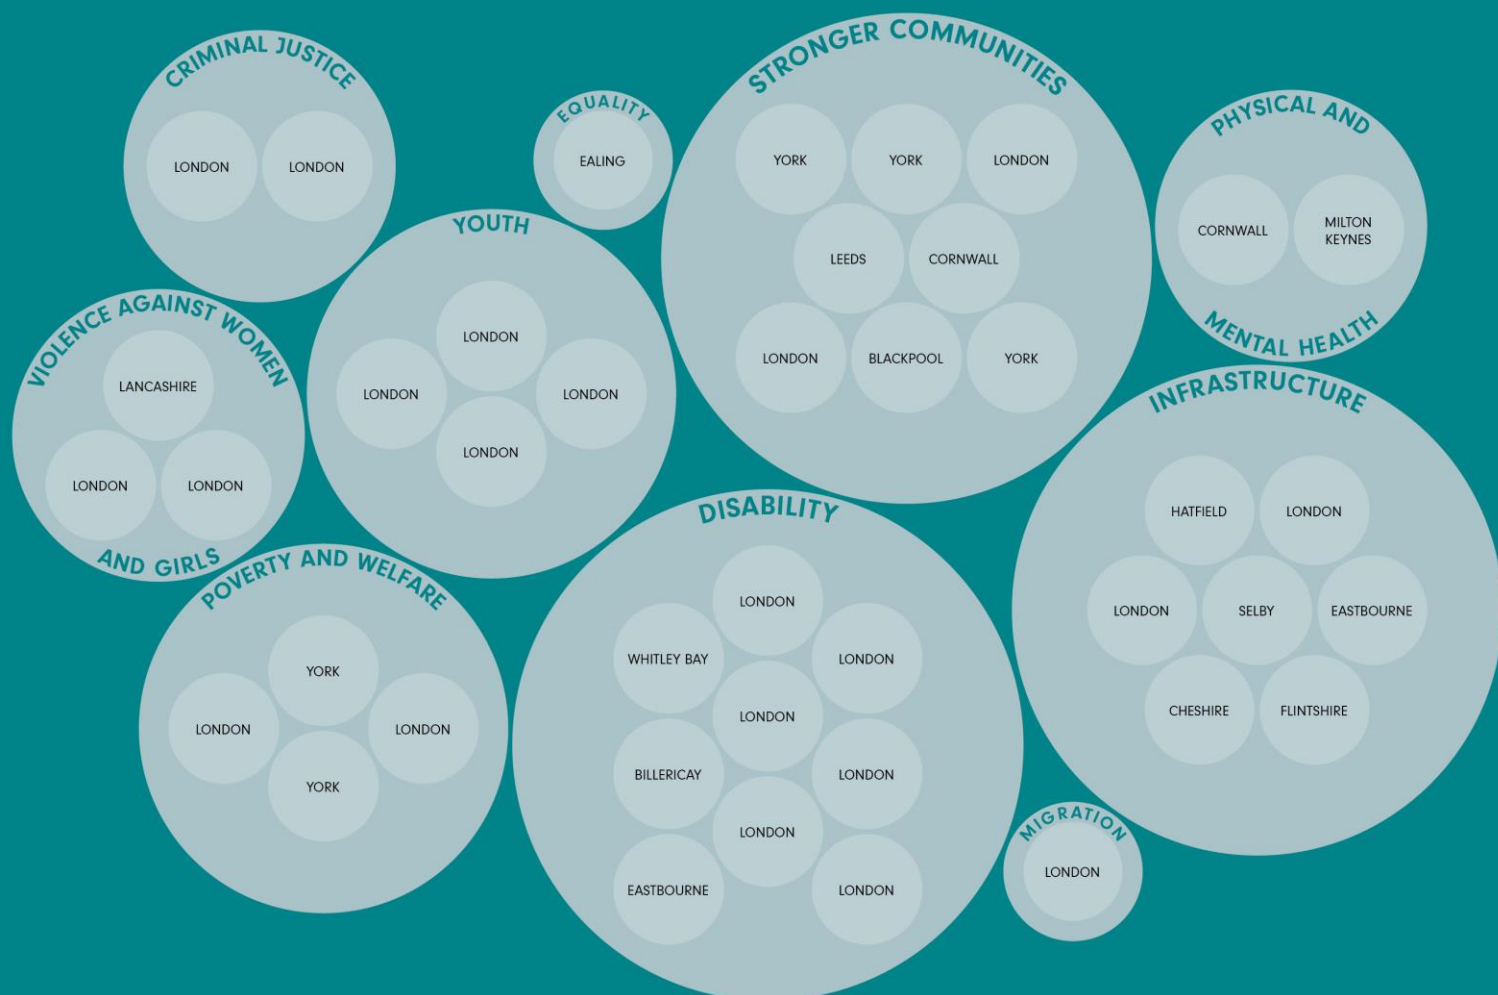 CRIMINAL JUSTICE
LONDON
LONDON
EQUALITY
EALING
STRONGER COMMUNITIES
YORK
YORK
LONDON
LEEDS
CORNWALL
LONDON
BLACKPOOL
YORK
PHYSICAL AND
CORNWALL
MILTON
KEYNES
MENTAL HEALTH
VIOLENCE AGAINST WOMEN
LANCASHIRE
LONDON
LONDON
AND GIRLS
YOUTH
LONDON
LONDON
LONDON
LONDON
INFRASTRUCTURE
HATFIELD
LONDON
LONDON
SELBY
EASTBOURNE
CHESHIRE
FLINTSHIRE
POVERTY AND WELFARE
YORK
LONDON
LONDON
YORK
DISABILITY
LONDON
WHITLEY BAY
LONDON
LONDON
BILLERICAY
LONDON
LONDON
EASTBOURNE
LONDON
MIGRATION
LONDON